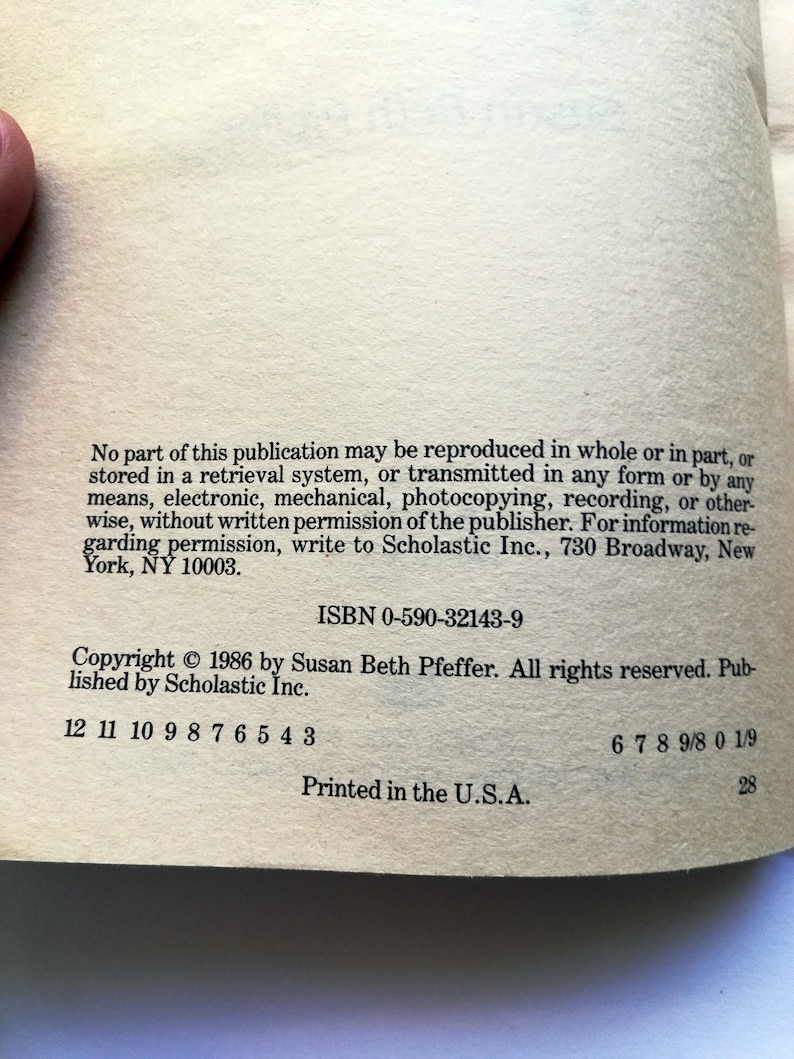 No part of this publication may be reproduced in whole or in part, or
stored in a retrieval system, or transmitted in any form or by any
means, electronic, mechanical, photocopying, recording, or other-
wise, without written permission of the publisher. For information re-
garding permission, write to Scholastic Inc., 730 Broadway, New
York, NY 10003.
ISBN 0-590-32143-9
Copyright © 1986 by Susan Beth Pfeffer. All rights reserved. Pub-
lished by Scholastic Inc.
12 11 10 9 8 7 6 5 4 3 6 7 8 9/8 0 1/9
Printed in the U.S.A. 28